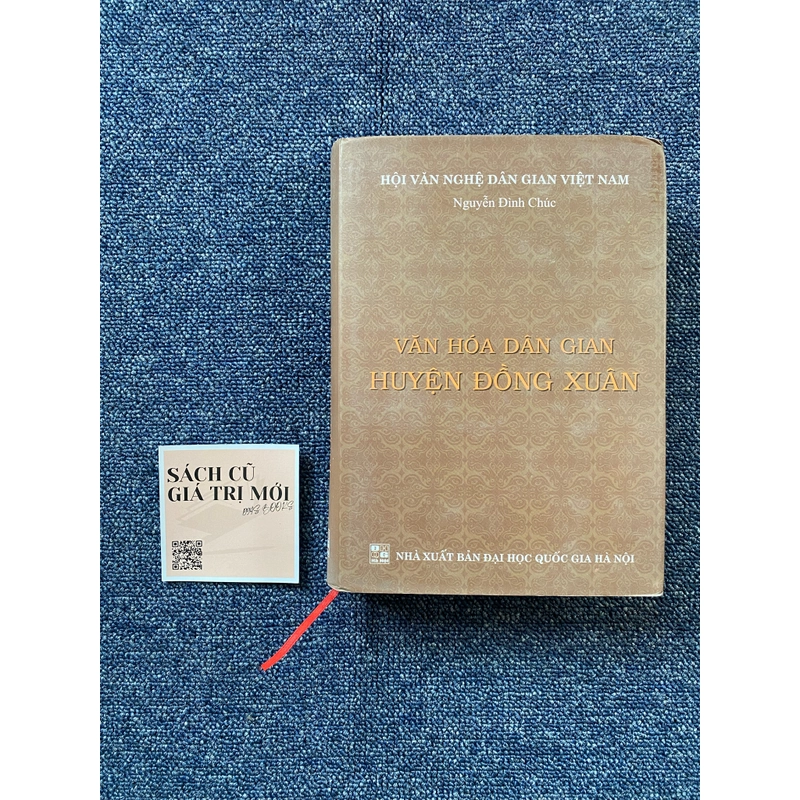 HỘI VĂN NGHỆ DÂN GIAN VIỆT NAM
Nguyễn Đình Chúc
VĂN HÓA DÂN GIAN
HUYỆN ĐỒNG XUÂN
NHÀ XUẤT BẢN ĐẠI HỌC QUỐC GIA HÀ NỘI
SÁCH CŨ
GIÁ TRỊ MỚI